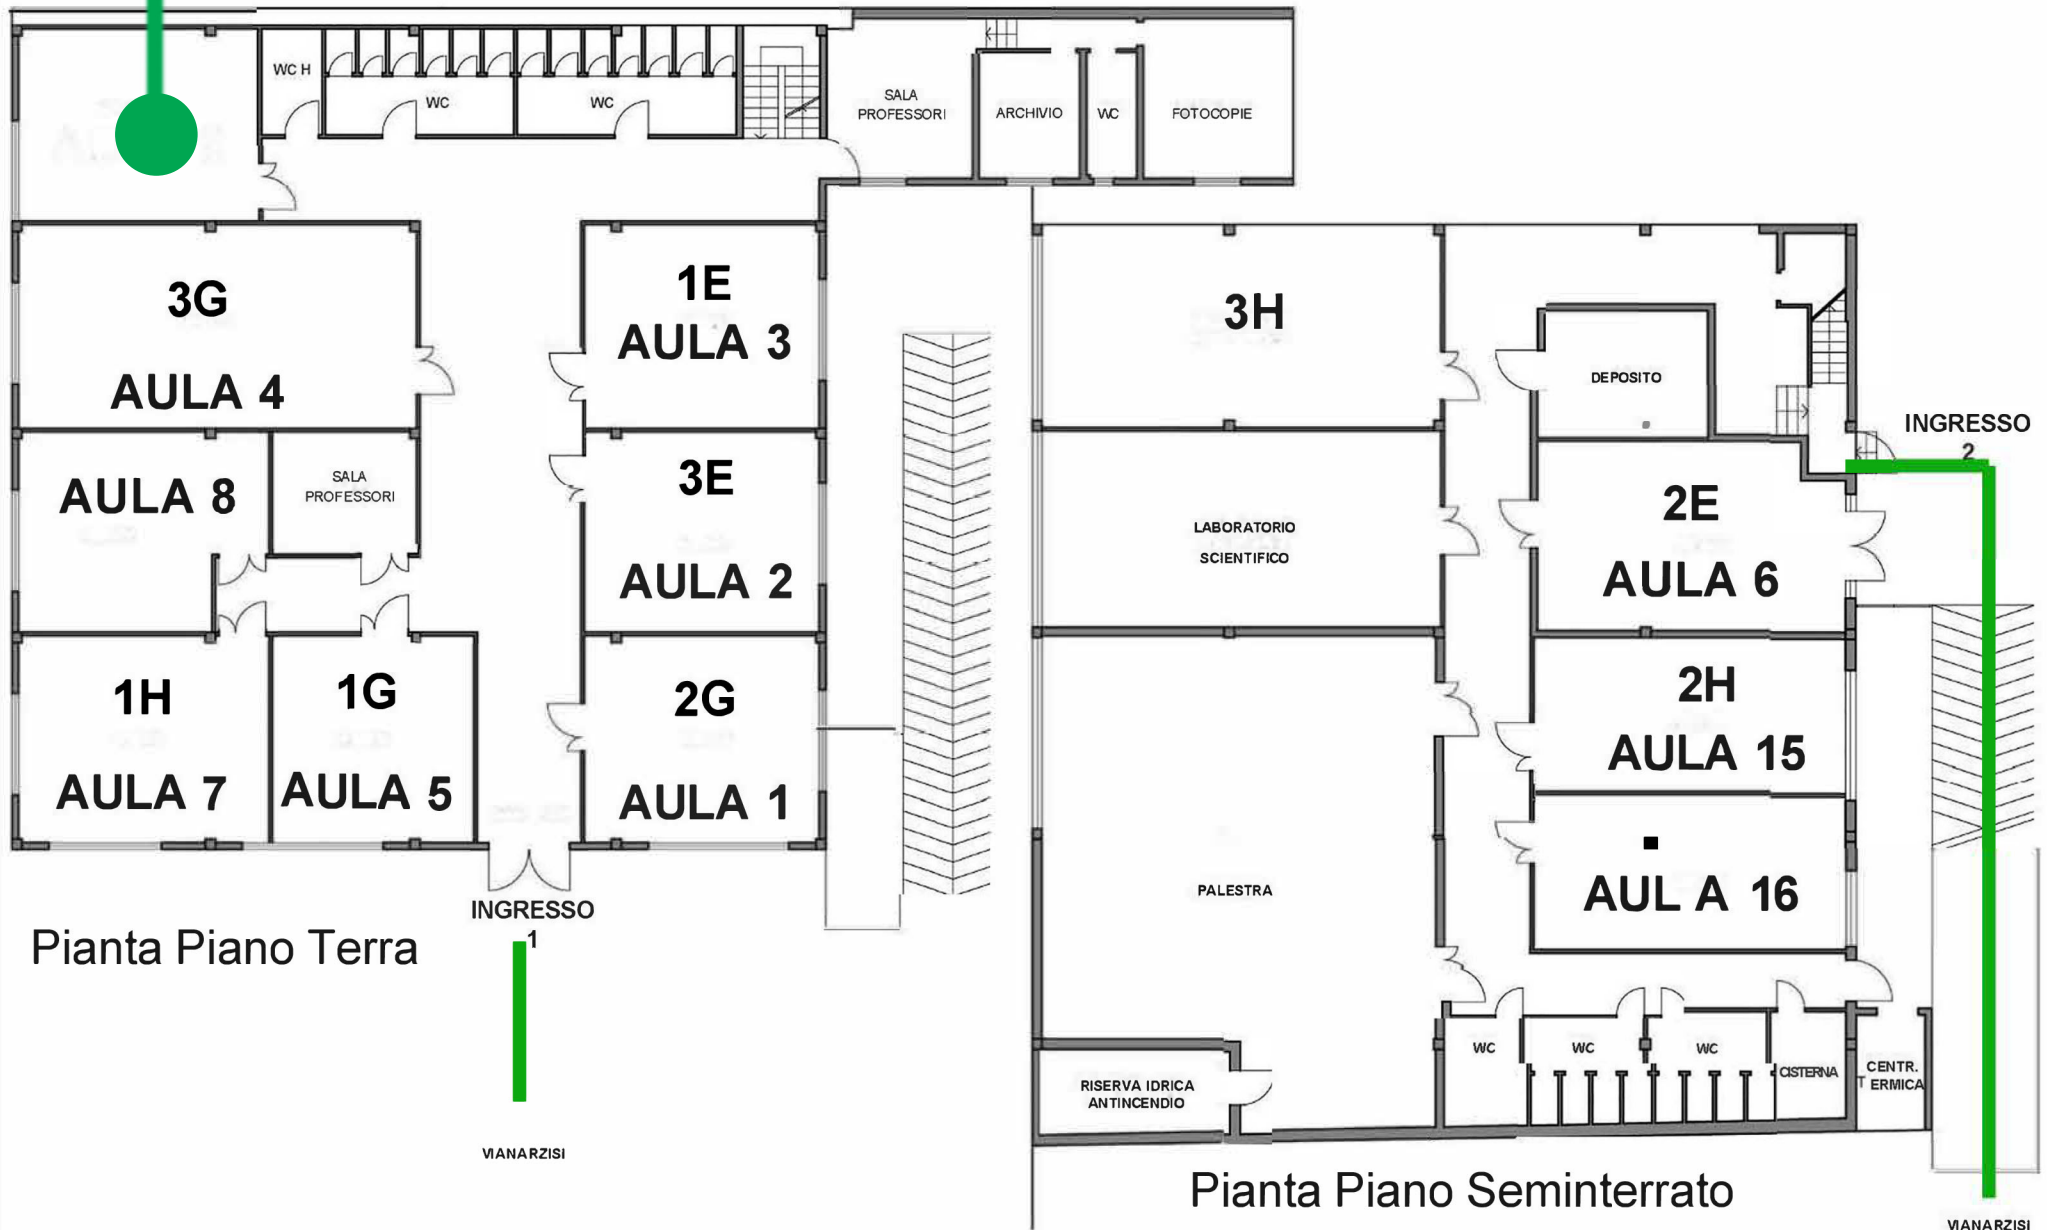 WC H
WC
WC
SALA
PROFESSORI
ARCHIVIO
WC
FOTOCOPIE
3G
AULA 4
1E
AULA 3
AULA 8
SALA
PROFESSORI
3E
AULA 2
1H
AULA 7
1G
AULA 5
2G
AULA 1
INGRESSO
1
Pianta Piano Terra
VIANARZISI
3H
DEPOSITO
INGRESSO
2
LABORATORIO
SCIENTIFICO
2E
AULA 6
2H
AULA 15
PALESTRA
AUL A 16
WC
WC
WC
CISTERNA
CENTR.
T ERMICA
RISERVA IDRICA
ANTINCENDIO
Pianta Piano Seminterrato
VIANARZISI